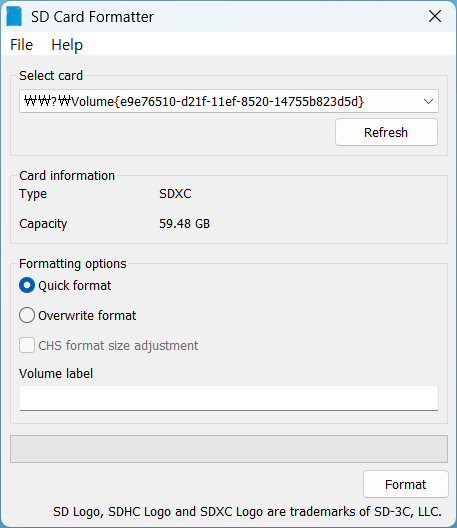 SD Card Formatter
File Help
Select card
₩₩?₩Volume{e9e76510-d21f-11ef-8520-14755b823d5d}
Refresh
Card information
Type SDXC
Capacity 59.48 GB
Formatting options
Quick format
Overwrite format
CHS format size adjustment
Volume label
Format
SD Logo, SDHC Logo and SDXC Logo are trademarks of SD-3C, LLC.